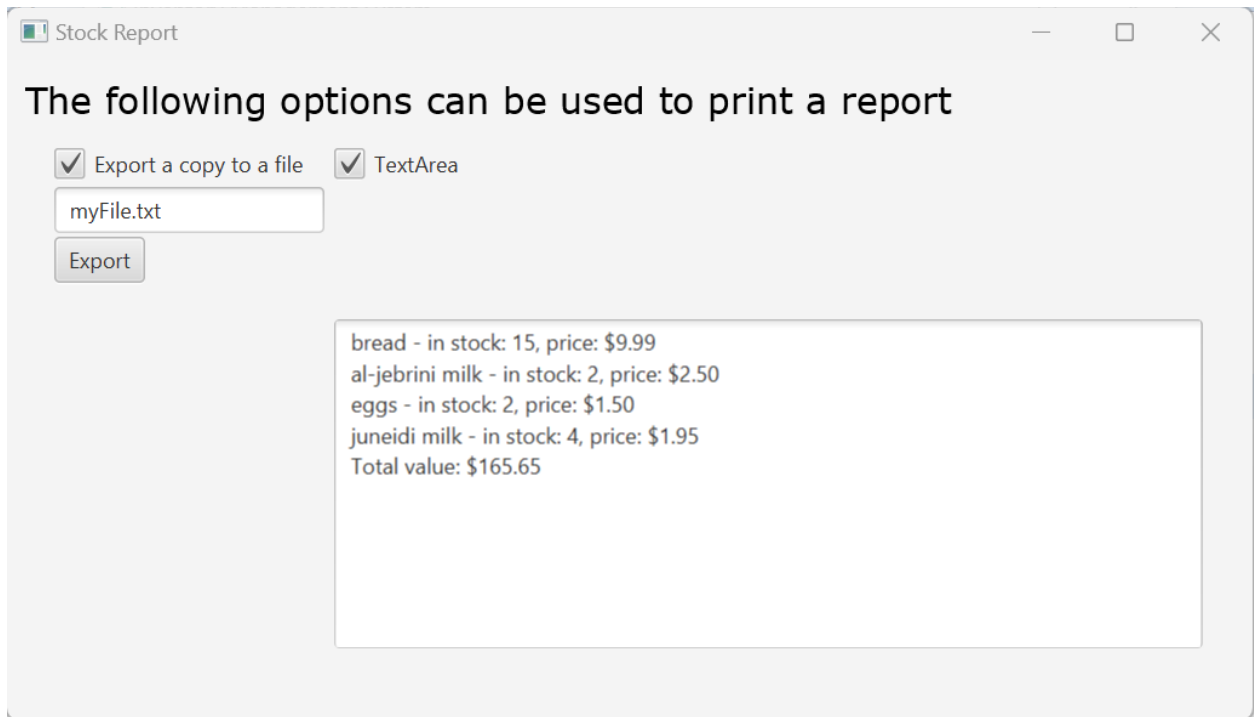 Stock Report
The following options can be used to print a report
Export a copy to a file TextArea
myFile.txt
Export
bread - in stock: 15, price: $9.99
al-jebrini milk - in stock: 2, price: $2.50
eggs - in stock: 2, price: $1.50
juneidi milk - in stock: 4, price: $1.95
Total value: $165.65